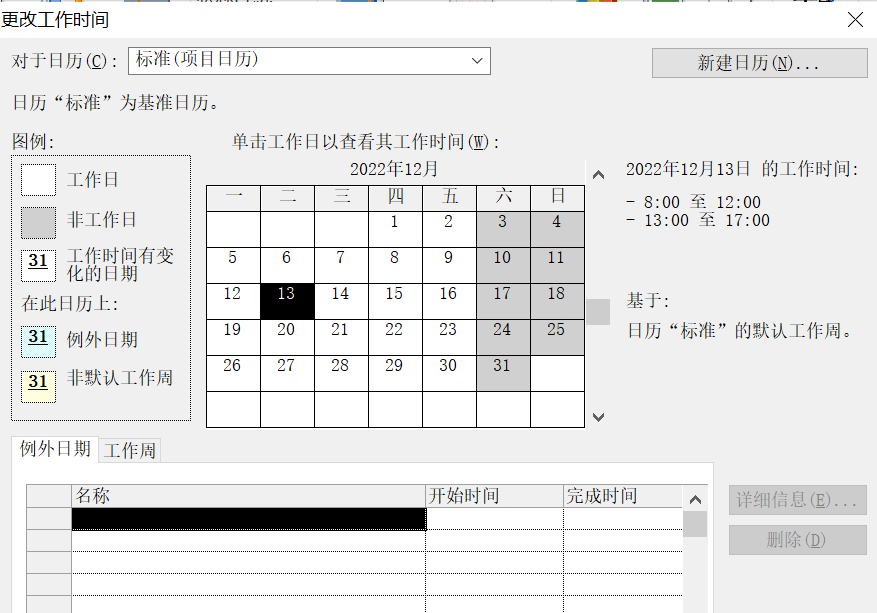 更改工作时间
对于日历(C): 标准(项目日历) 新建日历(N)...
日历“标准”为基准日历。
图例:
工作日
非工作日
31 工作时间有变
化的日期
在此日历上:
31 例外日期
31 非默认工作周
单击工作日以查看其工作时间(W):
2022年12月
一 二 三 四 五 六 日
1 2 3 4
5 6 7 8 9 10 11
12 13 14 15 16 17 18
19 20 21 22 23 24 25
26 27 28 29 30 31
2022年12月13日 的工作时间:
- 8:00 至 12:00
- 13:00 至 17:00
基于:
日历“标准”的默认工作周。
例外日期 工作周
名称 开始时间 完成时间
详细信息(E)...
删除(D)